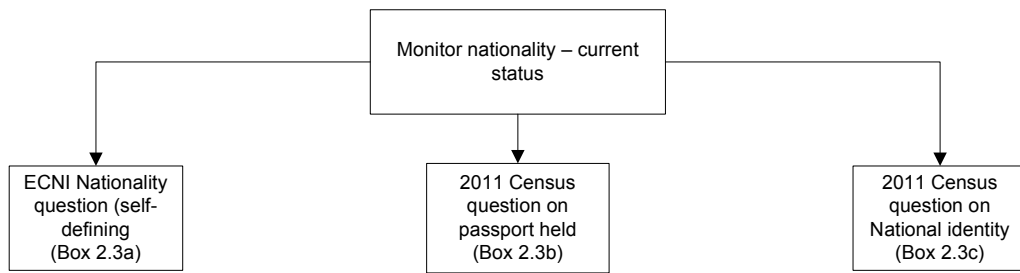 Monitor nationality – current
status
ECNI Nationality
question (self-
defining
(Box 2.3a)
2011 Census
question on
passport held
(Box 2.3b)
2011 Census
question on
National identity
(Box 2.3c)